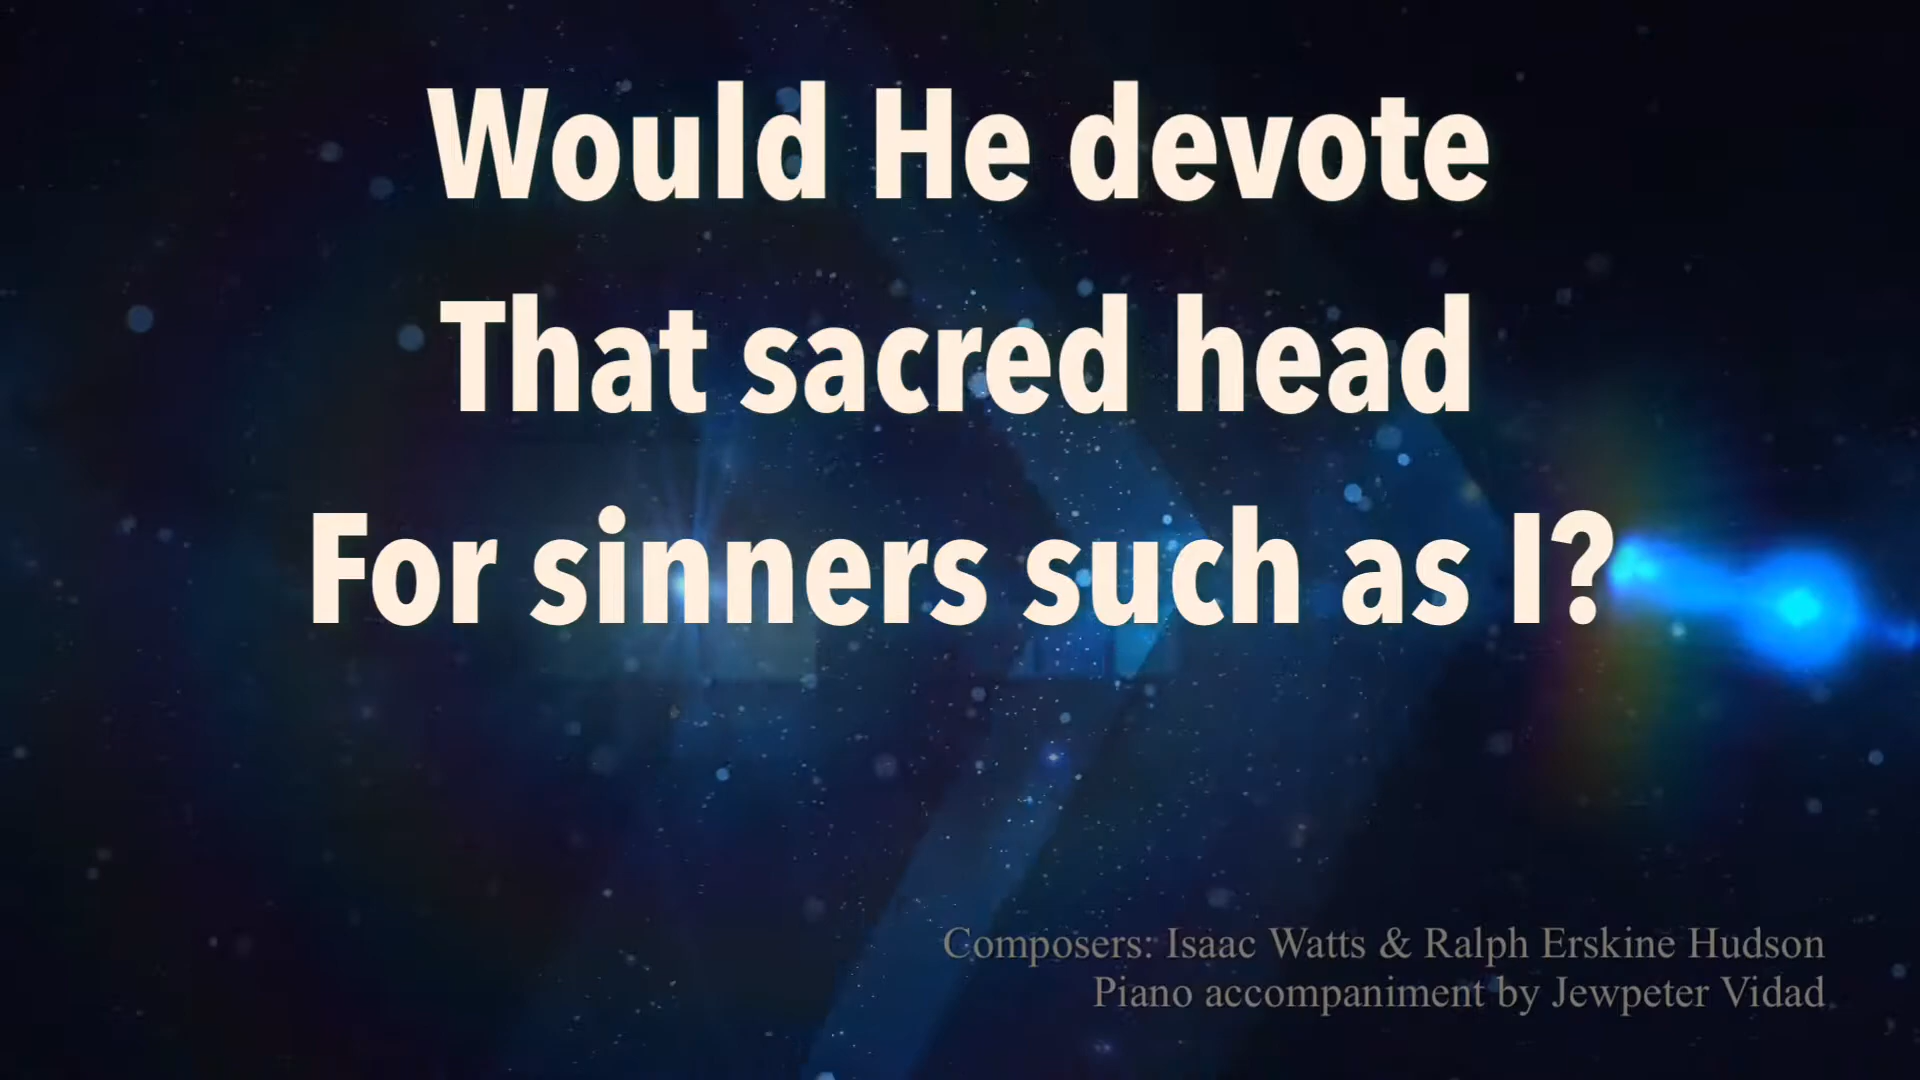 Would He devote
That sacred head
For sinners such as I?
Composers: Isaac Watts & Ralph Erskine Hudson
Piano accompaniment by Jewpeter Vidad